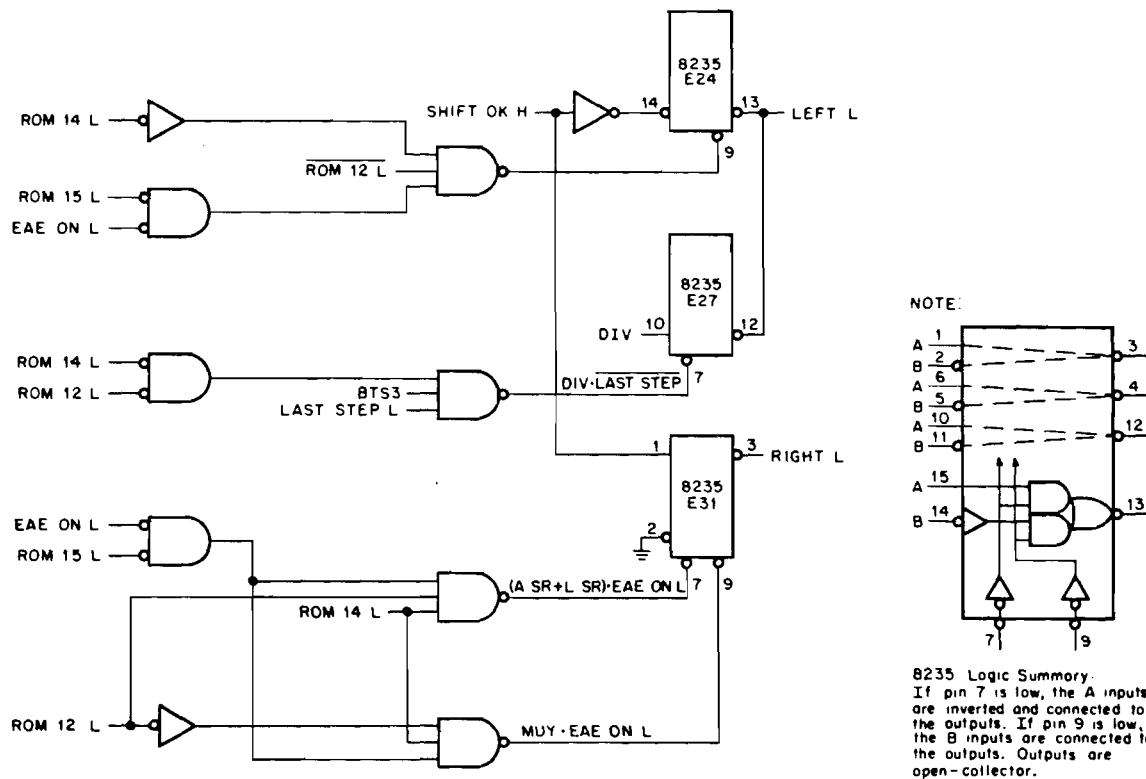 8235
E24
ROM 14 L
SHIFT OK H
14
13
LEFT L
9
ROM 12 L
ROM 15 L
EAE ON L
8235
E27
DIV
10
12
7
ROM 14 L
ROM 12 L
BTS3
LAST STEP L
DIV·LAST STEP
1
3
RIGHT L
8235
E31
2
7
9
EAE ON L
ROM 15 L
(A SR+L SR)·EAE ON L
ROM 14 L
ROM 12 L
MUY·EAE ON L
NOTE:
A 1
3
B 2
A 6
4
B 5
A 10
12
B 11
A 15
B 14
13
7
9
8235 Logic Summary.
If pin 7 is low, the A inputs
are inverted and connected to
the outputs. If pin 9 is low,
the B inputs are connected to
the outputs. Outputs are
open-collector.